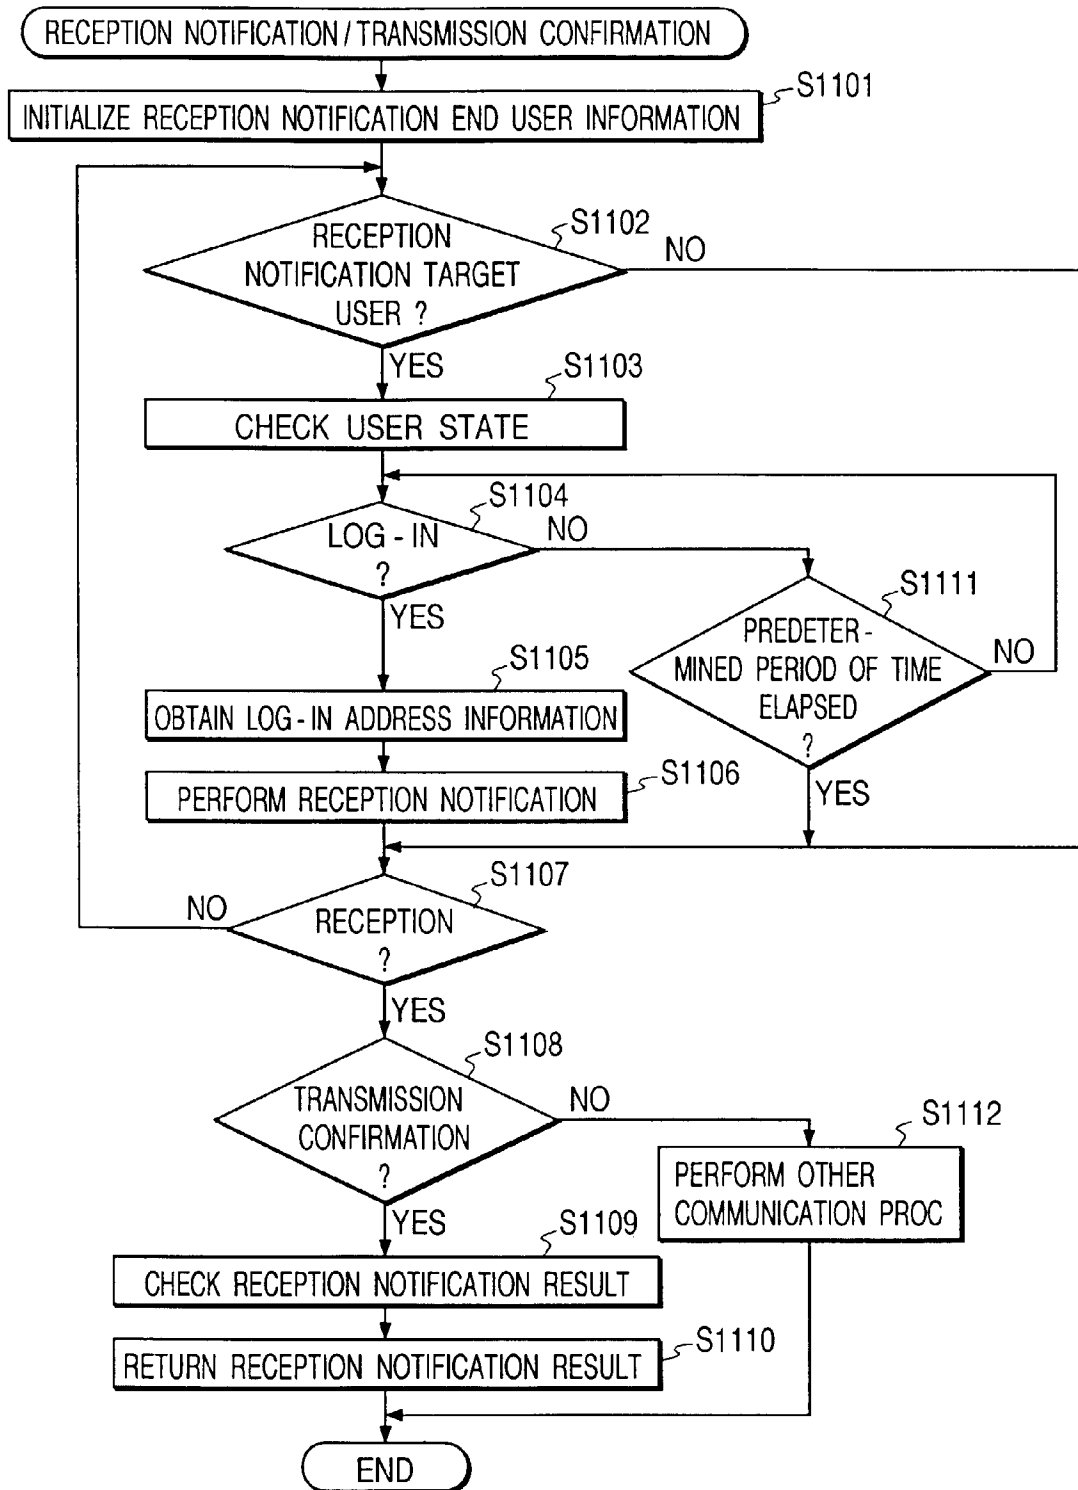 RECEPTION NOTIFICATION / TRANSMISSION CONFIRMATION
S1101
INITIALIZE RECEPTION NOTIFICATION END USER INFORMATION
S1102
RECEPTION
NOTIFICATION TARGET
USER ?
NO
YES
S1103
CHECK USER STATE
S1104
LOG - IN
?
NO
YES
S1111
PREDETER -
MINED PERIOD OF TIME
ELAPSED
?
NO
YES
S1105
OBTAIN LOG - IN ADDRESS INFORMATION
S1106
PERFORM RECEPTION NOTIFICATION
S1107
RECEPTION
?
NO
YES
S1108
TRANSMISSION
CONFIRMATION
?
NO
YES
S1112
PERFORM OTHER
COMMUNICATION PROC
S1109
CHECK RECEPTION NOTIFICATION RESULT
S1110
RETURN RECEPTION NOTIFICATION RESULT
END